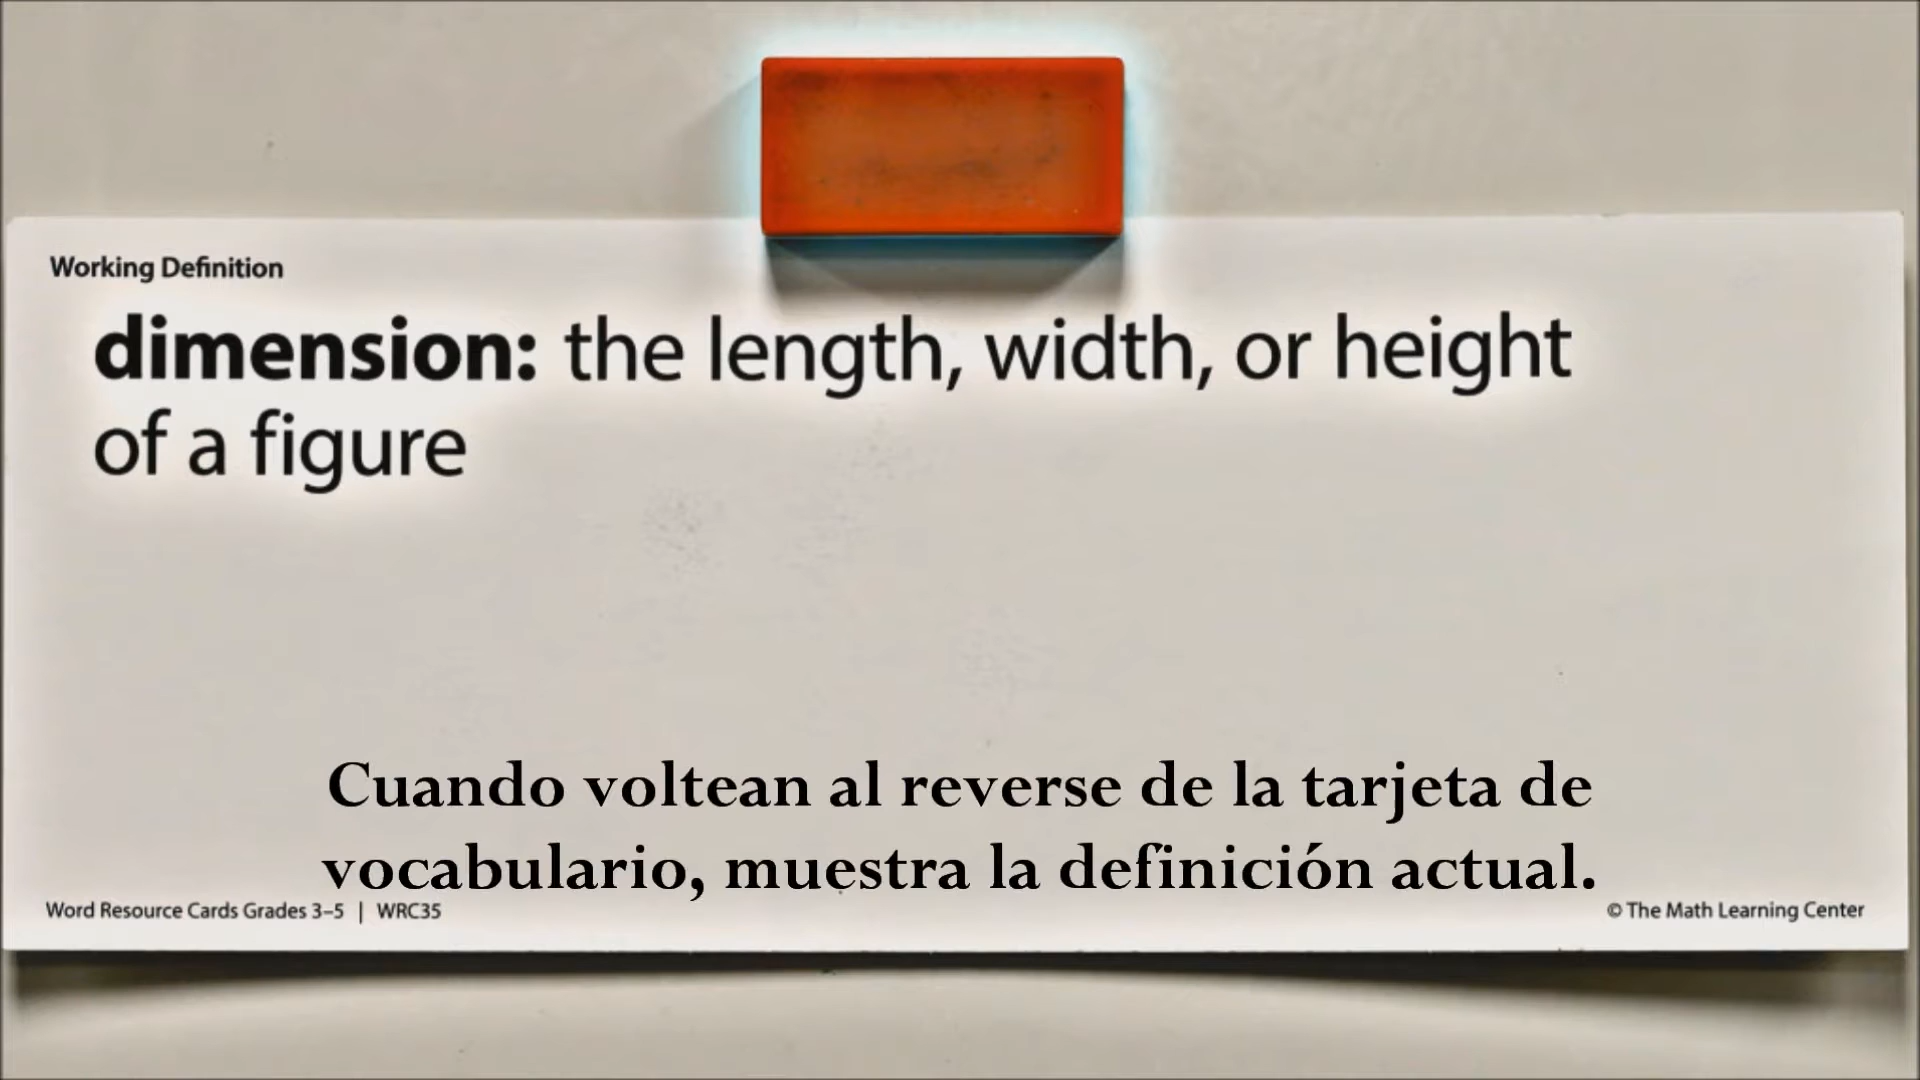 Working Definition
dimension: the length, width, or height
of a figure
Cuando voltean al reverse de la tarjeta de
vocabulario, muestra la definición actual.
Word Resource Cards Grades 3–5 | WRC35
© The Math Learning Center